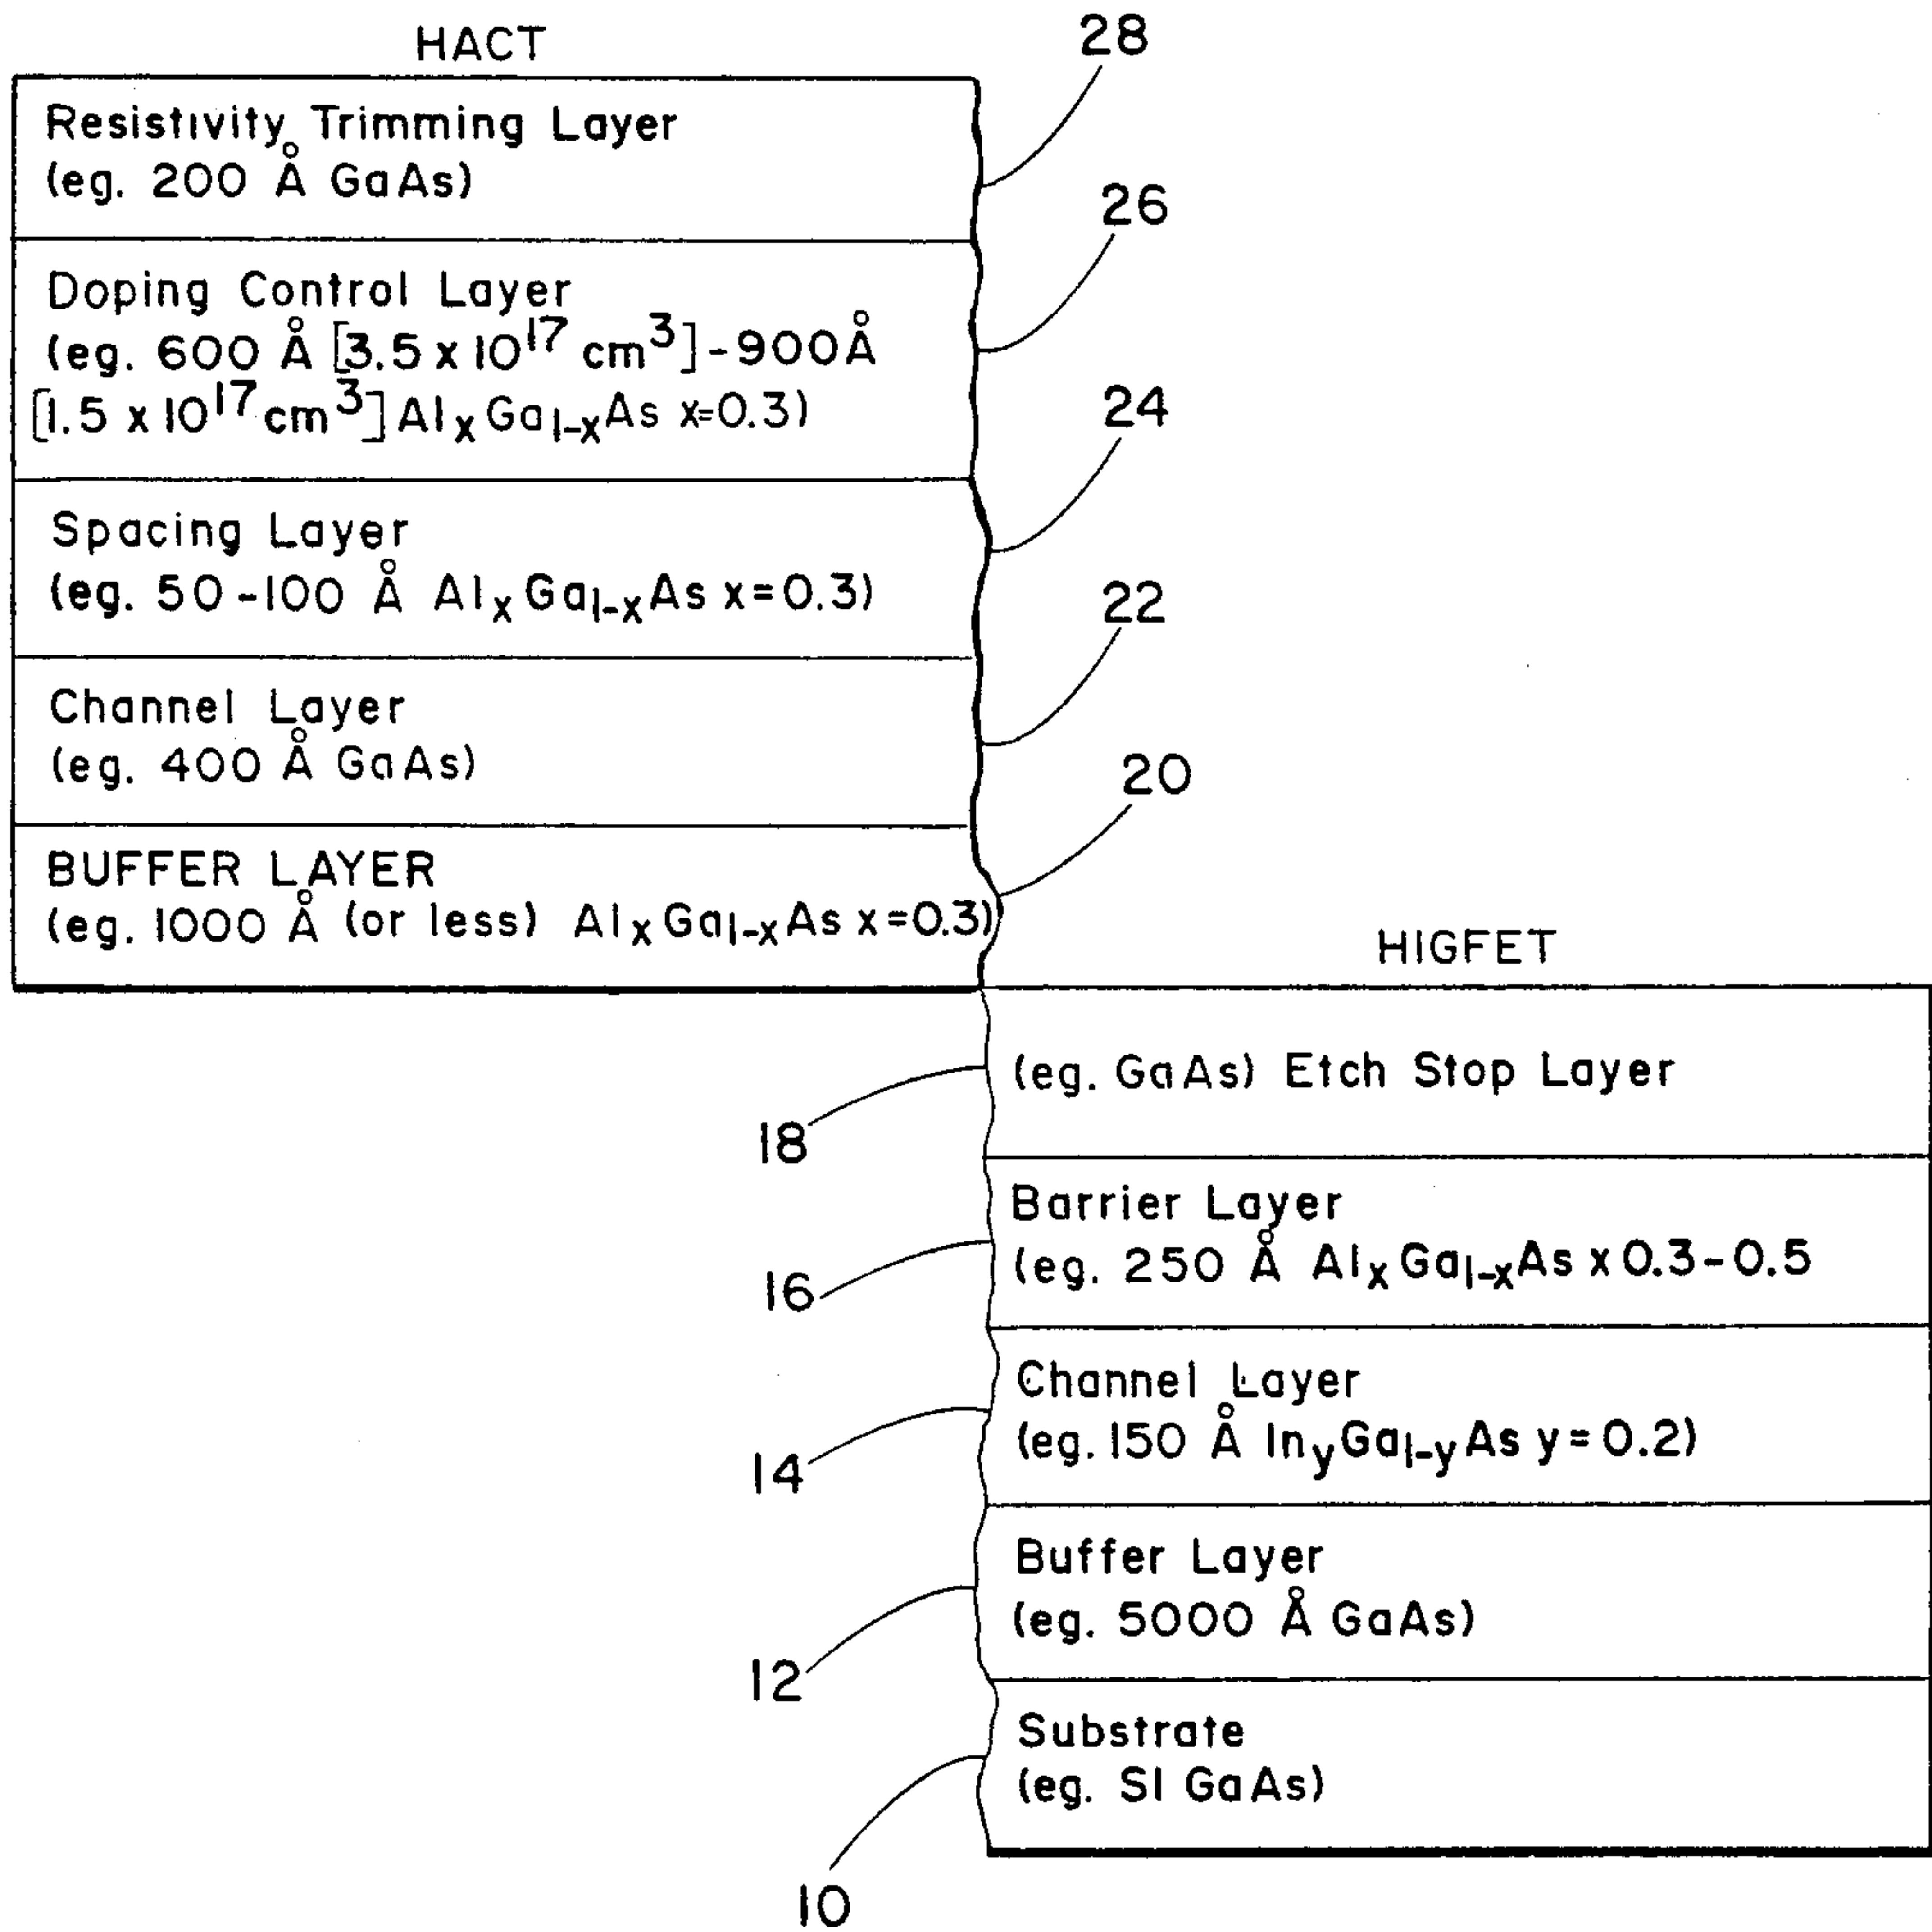 HACT
28
Resistivity Trimming Layer
(eg. 200 Å GaAs)
26
Doping Control Layer
(eg. 600 Å [3.5 x 10¹⁷ cm³]-900Å
[1.5 x 10¹⁷ cm³] AlₓGa₁₋ₓAs x=0.3)
24
Spacing Layer
(eg. 50-100 Å AlₓGa₁₋ₓAs x=0.3)
22
Channel Layer
(eg. 400 Å GaAs)
20
BUFFER LAYER
(eg. 1000 Å (or less) AlₓGa₁₋ₓAs x=0.3)
HIGFET
(eg. GaAs) Etch Stop Layer
18
Barrier Layer
(eg. 250 Å AlₓGa₁₋ₓAs x 0.3-0.5
16
Channel Layer
(eg. 150 Å InyGa1-yAs y=0.2)
14
Buffer Layer
(eg. 5000 Å GaAs)
12
Substrate
(eg. SI GaAs)
10